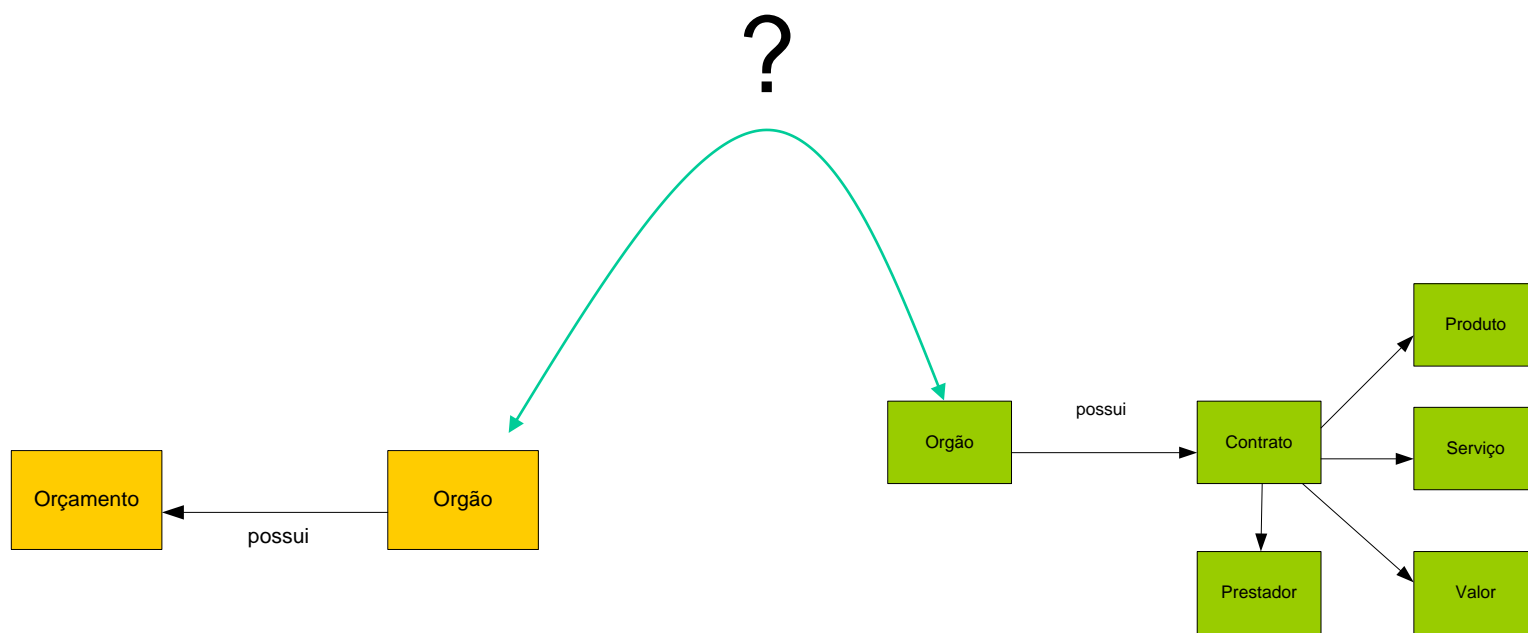 ?
Produto
possui
Orgão
Contrato
Serviço
Orçamento
Orgão
possui
Prestador
Valor